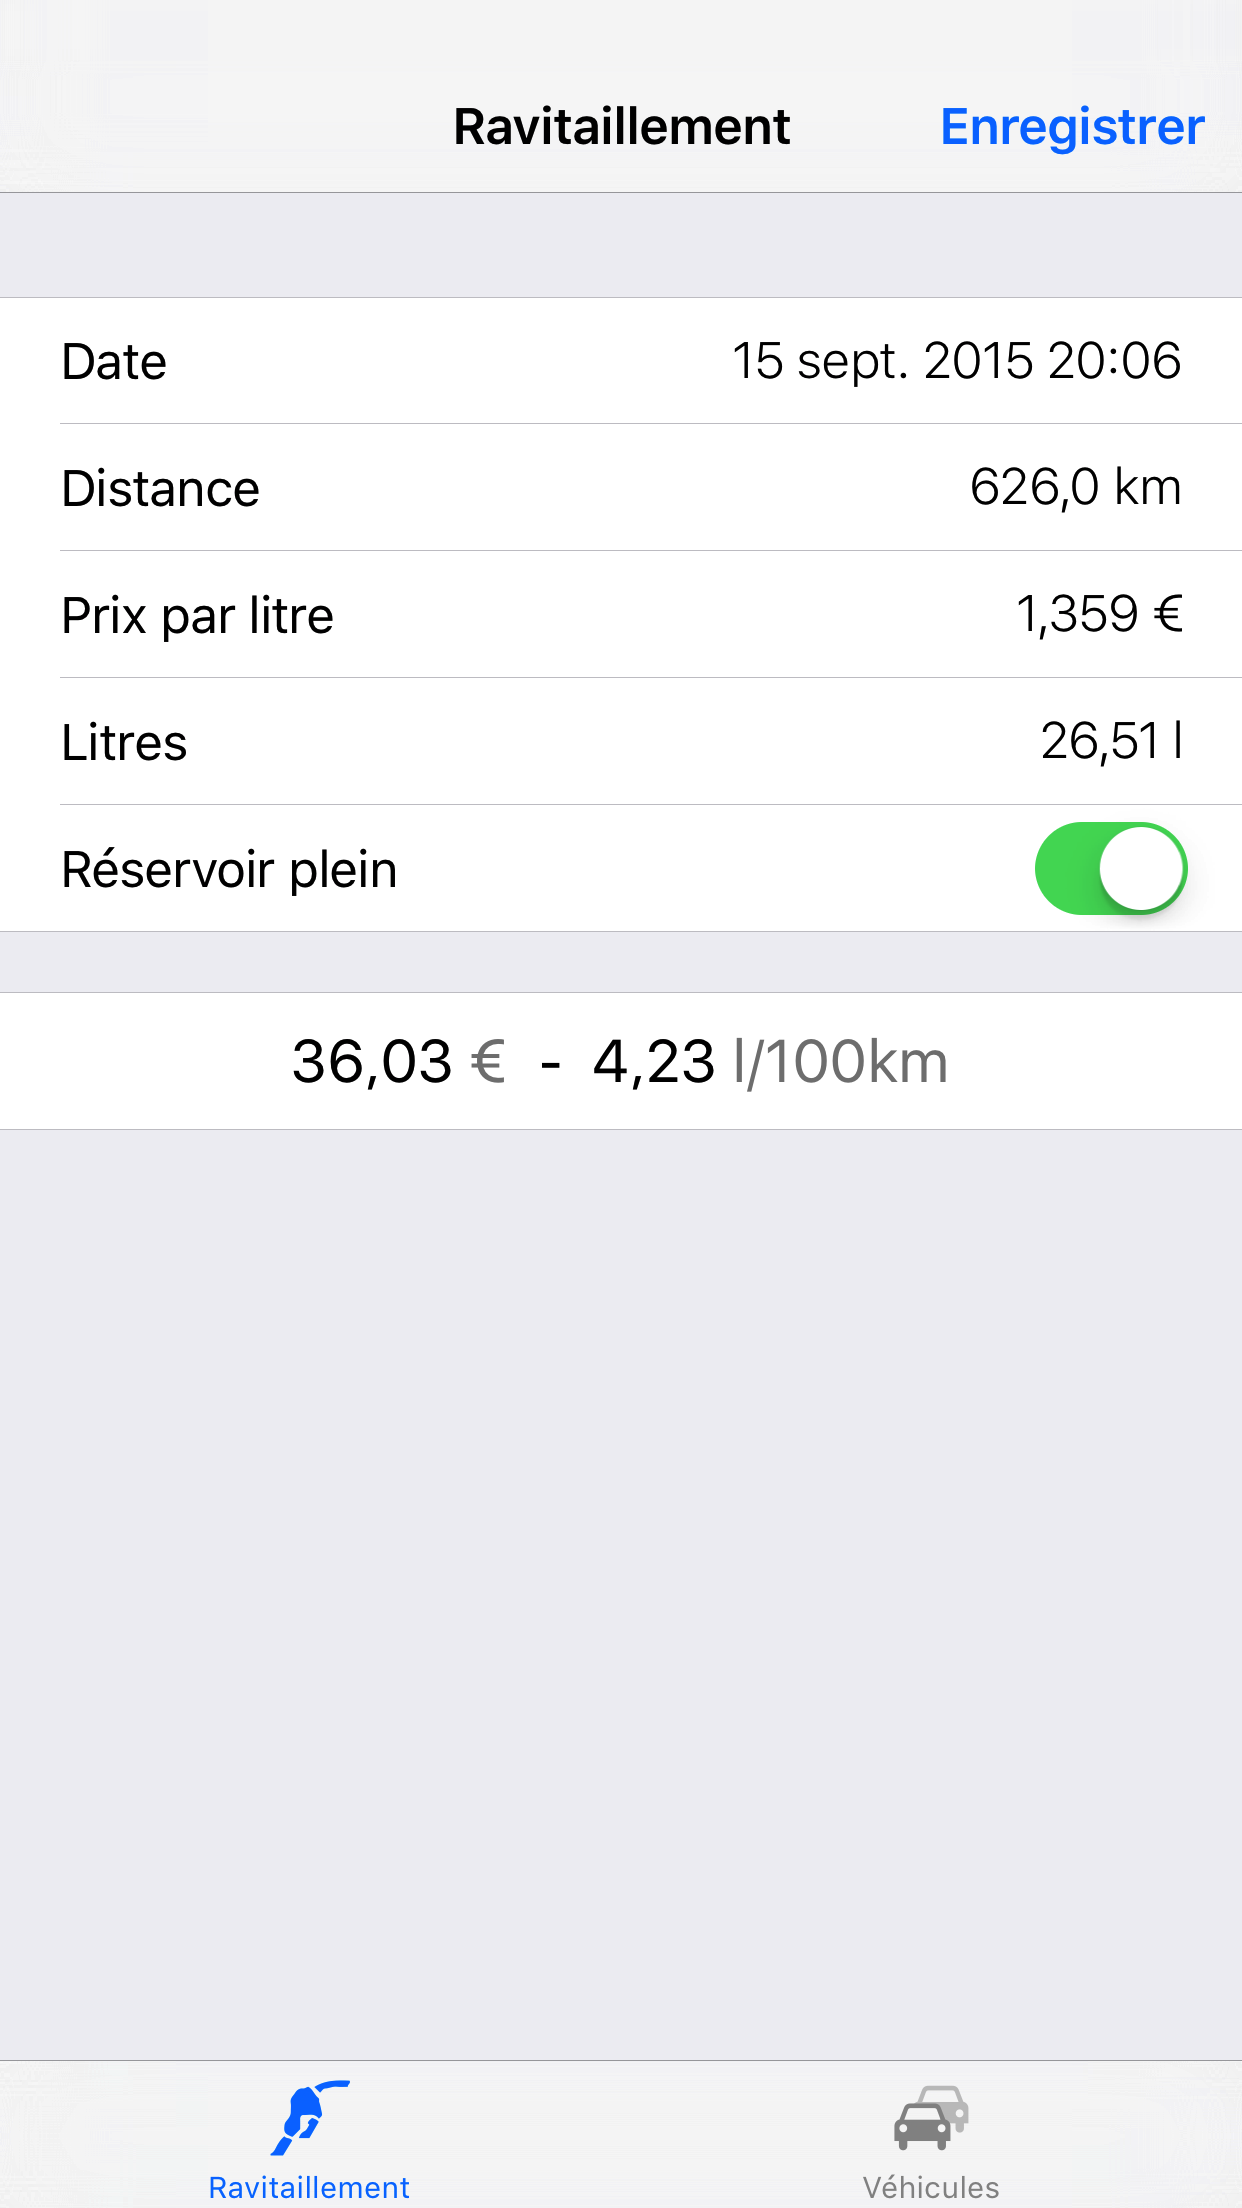 Ravitaillement Enregistrer
Date 15 sept. 2015 20:06
Distance 626,0 km
Prix par litre 1,359 €
Litres 26,51 l
Réservoir plein
36,03 € - 4,23 l/100km
Ravitaillement Véhicules